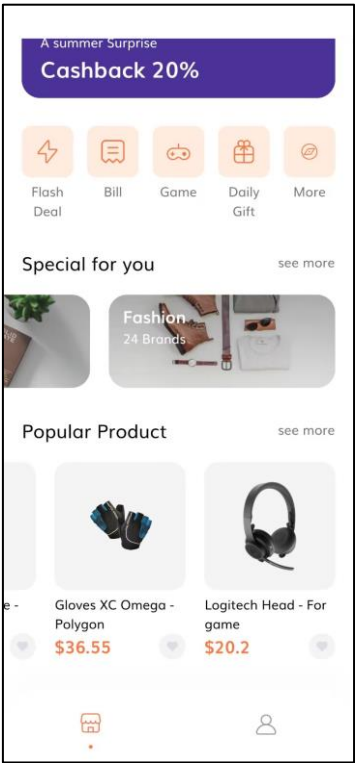 A summer Surprise
Cashback 20%
Flash
Deal
Bill
Game
Daily
Gift
More
Special for you
see more
Fashion
24 Brands
Popular Product
see more
e -
Gloves XC Omega -
Polygon
$36.55
Logitech Head - For
game
$20.2